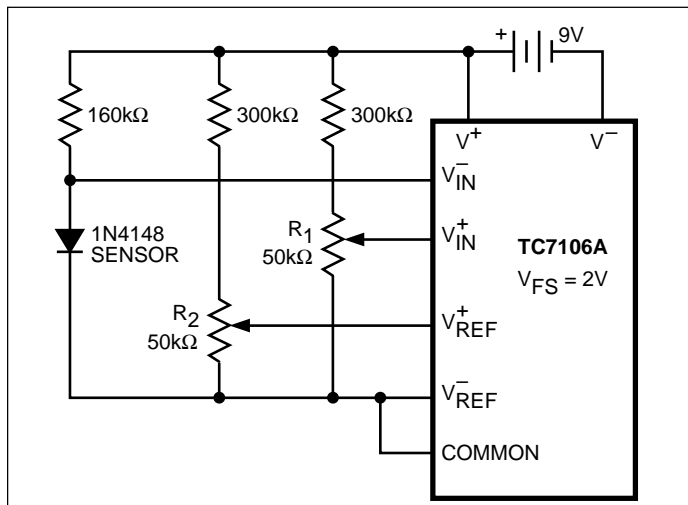 + 9V
160kΩ 300kΩ 300kΩ
V+ V–
V–IN
1N4148
SENSOR
R1
50kΩ
V+IN
TC7106A
VFS = 2V
R2
50kΩ
V+REF
V–REF
COMMON